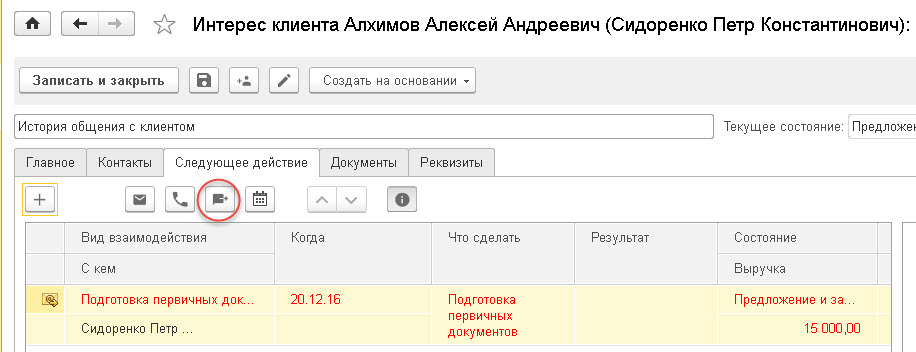 Интерес клиента Алхимов Алексей Андреевич (Сидоренко Петр Константинович):
Записать и закрыть
Создать на основании
История общения с клиентом
Текущее состояние: Предложен
Главное Контакты Следующее действие Документы Реквизиты
Вид взаимодействия Когда Что сделать Результат Состояние
С кем Выручка
Подготовка первичных док... 20.12.16 Подготовка первичных документов Предложение и за...
Сидоренко Петр ... 15 000,00